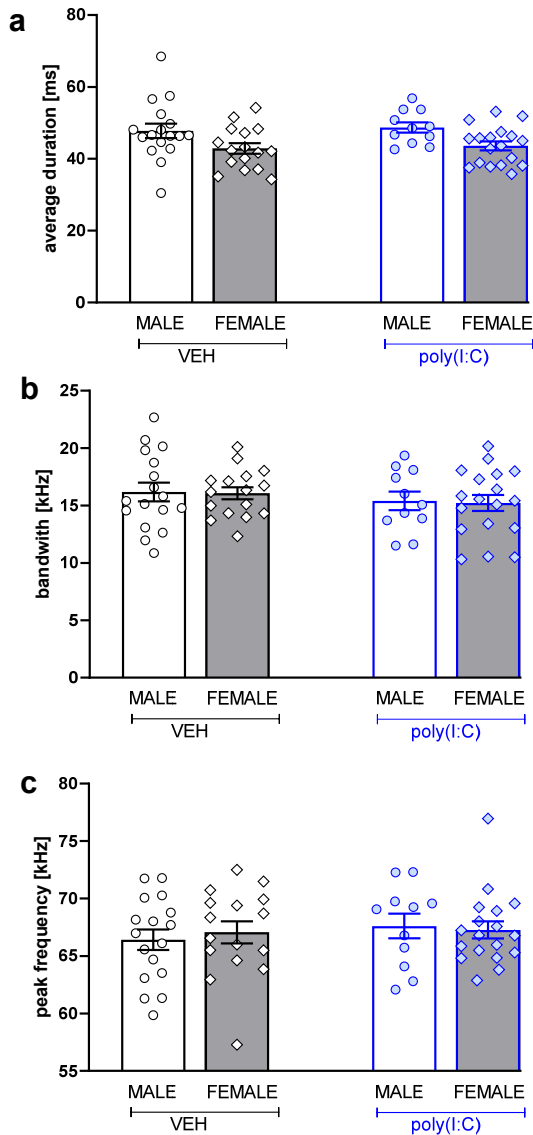 a
average duration [ms]
80
60
40
20
0
MALE FEMALE MALE FEMALE
VEH poly(I:C)
b
bandwith [kHz]
25
20
15
10
5
0
MALE FEMALE MALE FEMALE
VEH poly(I:C)
c
peak frequency [kHz]
80
75
70
65
60
55
MALE FEMALE MALE FEMALE
VEH poly(I:C)